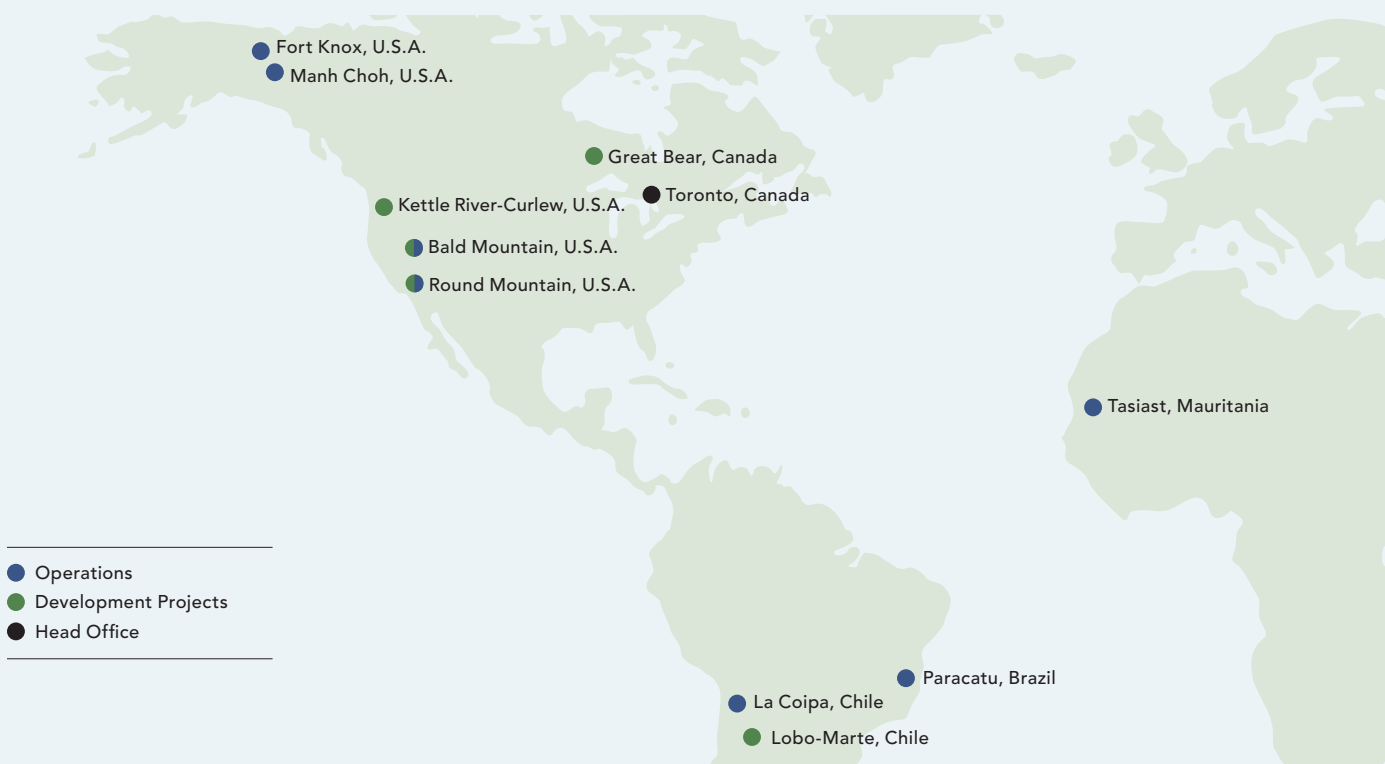 Fort Knox, U.S.A.
Manh Choh, U.S.A.
Great Bear, Canada
Toronto, Canada
Kettle River-Curlew, U.S.A.
Bald Mountain, U.S.A.
Round Mountain, U.S.A.
Tasiast, Mauritania
Operations
Development Projects
Head Office
Paracatu, Brazil
La Coipa, Chile
Lobo-Marte, Chile